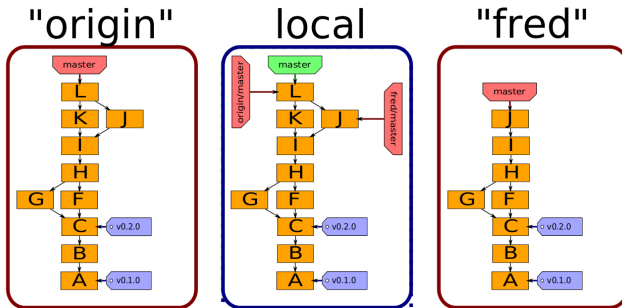 "origin"
master
L
K
J
I
H
G
F
C
v0.2.0
B
A
v0.1.0
local
origin/master
master
fred/master
L
K
J
I
H
G
F
C
v0.2.0
B
A
v0.1.0
"fred"
master
J
I
H
G
F
C
v0.2.0
B
A
v0.1.0